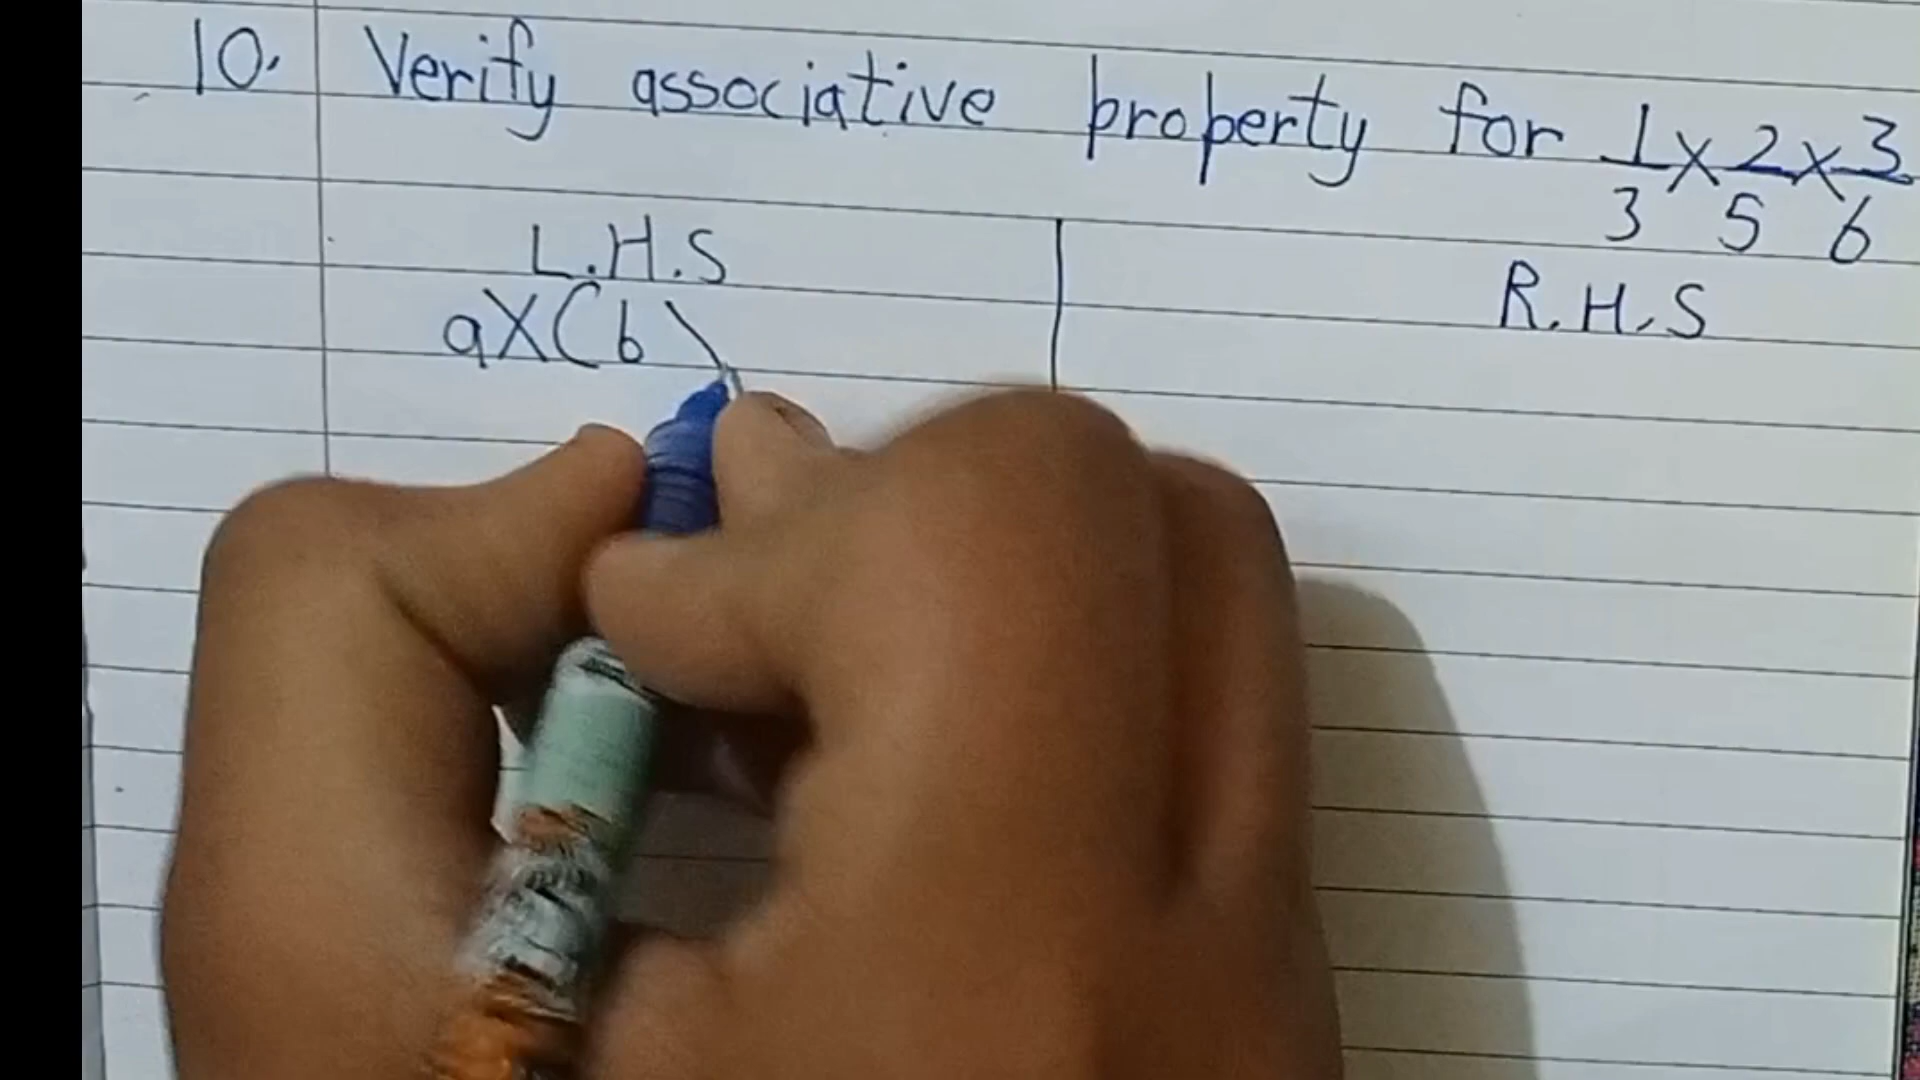 10. Verify associative property for 1/3 × 2/5 × 3/6
L.H.S
R.H.S
a×(b